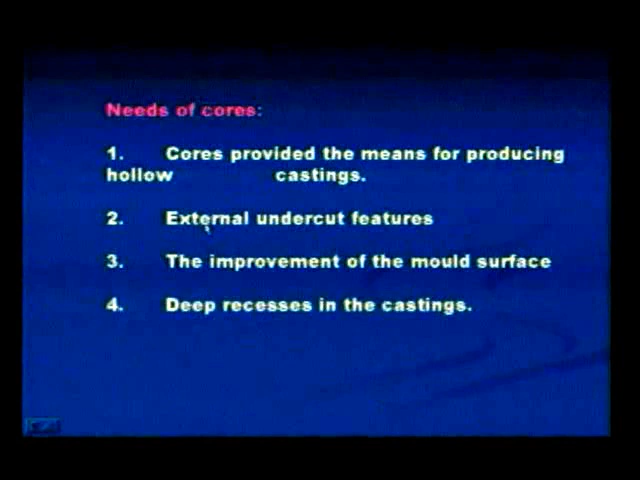 Needs of cores:
1. Cores provided the means for producing
hollow castings.
2. External undercut features
3. The improvement of the mould surface
4. Deep recesses in the castings.